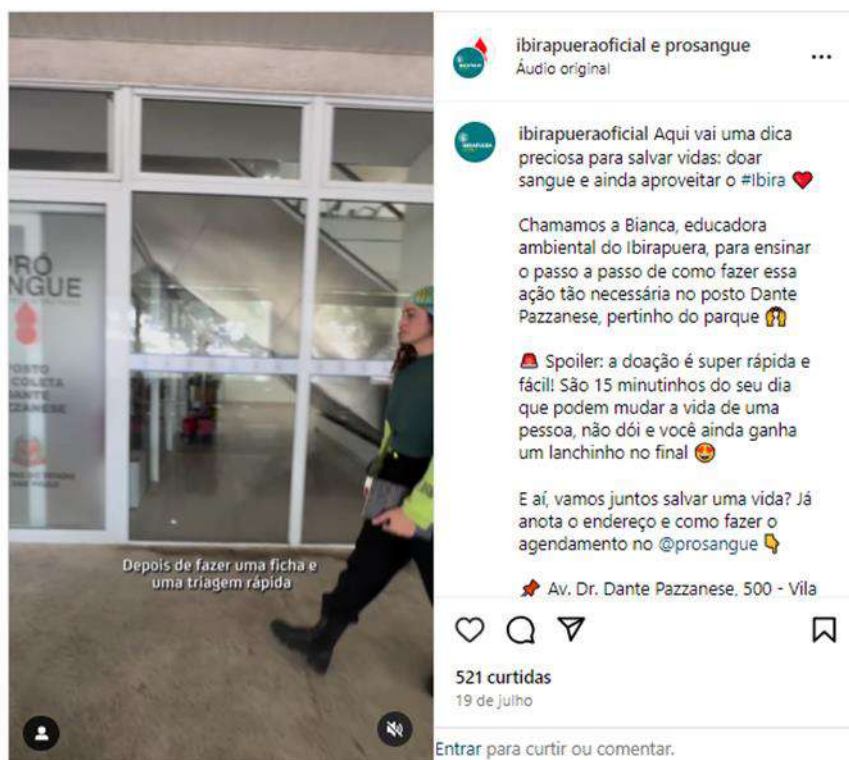 ibirapueraoficial e prosangue
Áudio original
ibirapueraoficial Aqui vai uma dica
preciosa para salvar vidas: doar
sangue e ainda aproveitar o #Ibira ❤️
Chamamos a Bianca, educadora
ambiental do Ibirapuera, para ensinar
o passo a passo de como fazer essa
ação tão necessária no posto Dante
Pazzanese, pertinho do parque 🙌
🚨 Spoiler: a doação é super rápida e
fácil! São 15 minutinhos do seu dia
que podem mudar a vida de uma
pessoa, não dói e você ainda ganha
um lanchinho no final 😍
E aí, vamos juntos salvar uma vida? Já
anota o endereço e como fazer o
agendamento no @prosangue 👇
📌 Av. Dr. Dante Pazzanese, 500 - Vila
521 curtidas
19 de julho
Entrar para curtir ou comentar.
RÓ
NGUE
OSTO
COLETA
ANTE
ZZANESE
Depois de fazer uma ficha e
uma triagem rápida